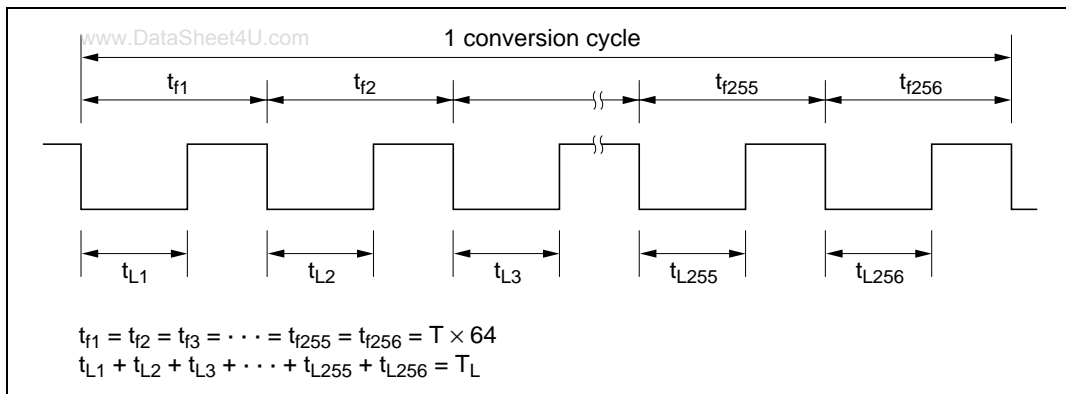 www.DataSheet4U.com
1 conversion cycle
tf1 tf2 tf255 tf256
tL1 tL2 tL3 tL255 tL256
tf1 = tf2 = tf3 = · · · = tf255 = tf256 = T × 64
tL1 + tL2 + tL3 + · · · + tL255 + tL256 = TL